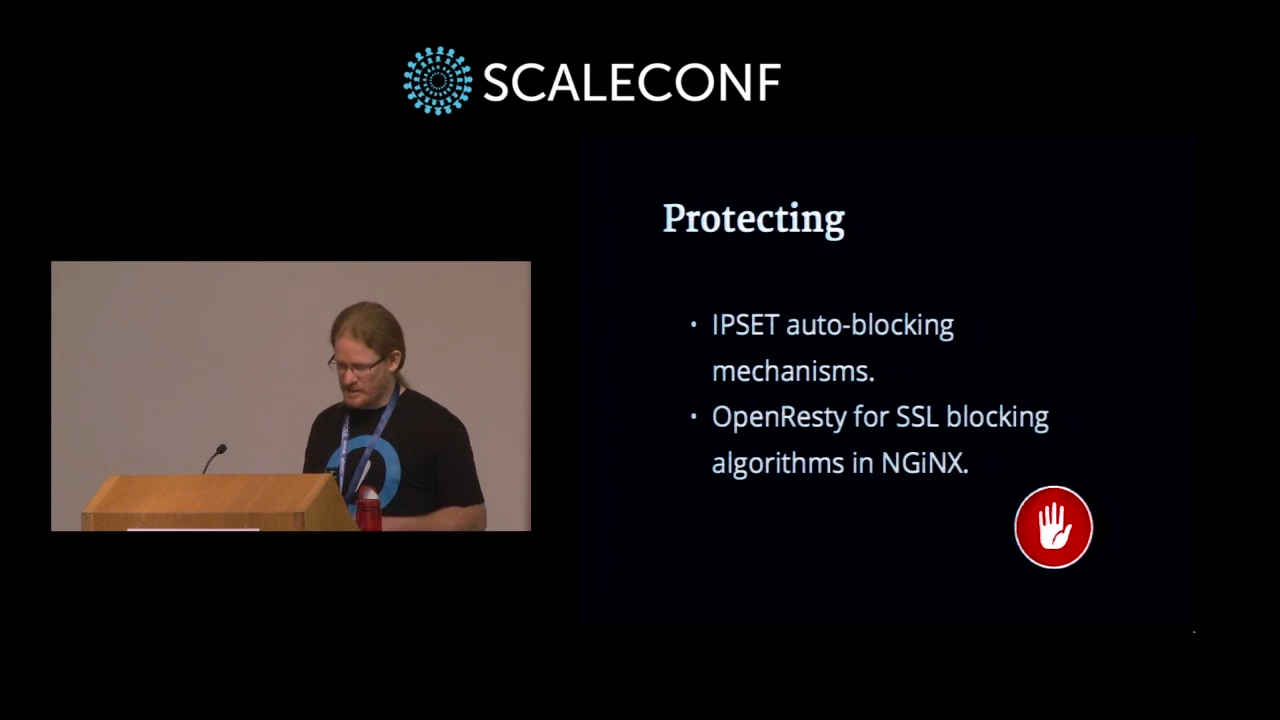 SCALECONF
Protecting
• IPSET auto-blocking
mechanisms.
• OpenResty for SSL blocking
algorithms in NGiNX.